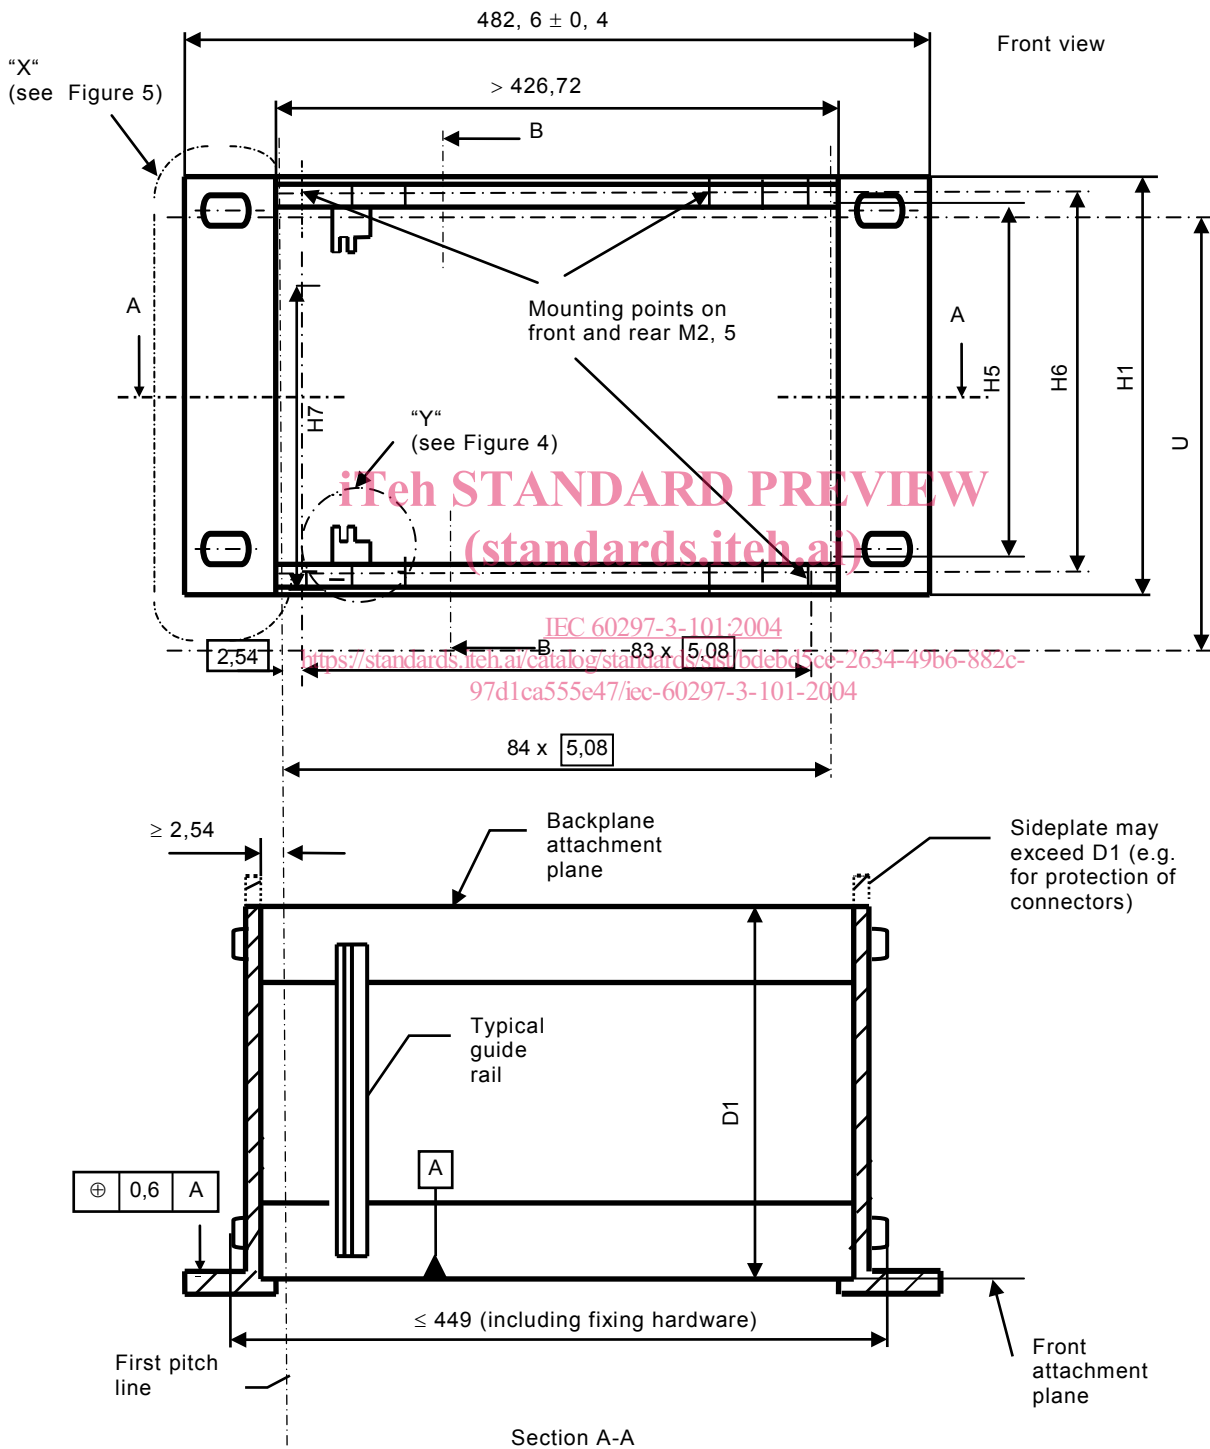 482, 6 ± 0, 4
Front view
“X“
(see Figure 5)
> 426,72
B
A
Mounting points on
front and rear M2, 5
A
H5
H6
H1
U
H7
“Y“
(see Figure 4)
iTeh STANDARD PREVIEW
(standards.iteh.ai)
IEC 60297-3-101:2004
B
2,54
83 x 5,08
https://standards.iteh.ai/catalog/standards/sist/bdebd5ce-2634-49b6-882c-
97d1ca555e47/iec-60297-3-101-2004
84 x 5,08
≥ 2,54
Backplane
attachment
plane
Sideplate may
exceed D1 (e.g.
for protection of
connectors)
Typical
guide
rail
D1
A
⊕ 0,6 A
≤ 449 (including fixing hardware)
First pitch
line
Front
attachment
plane
Section A-A